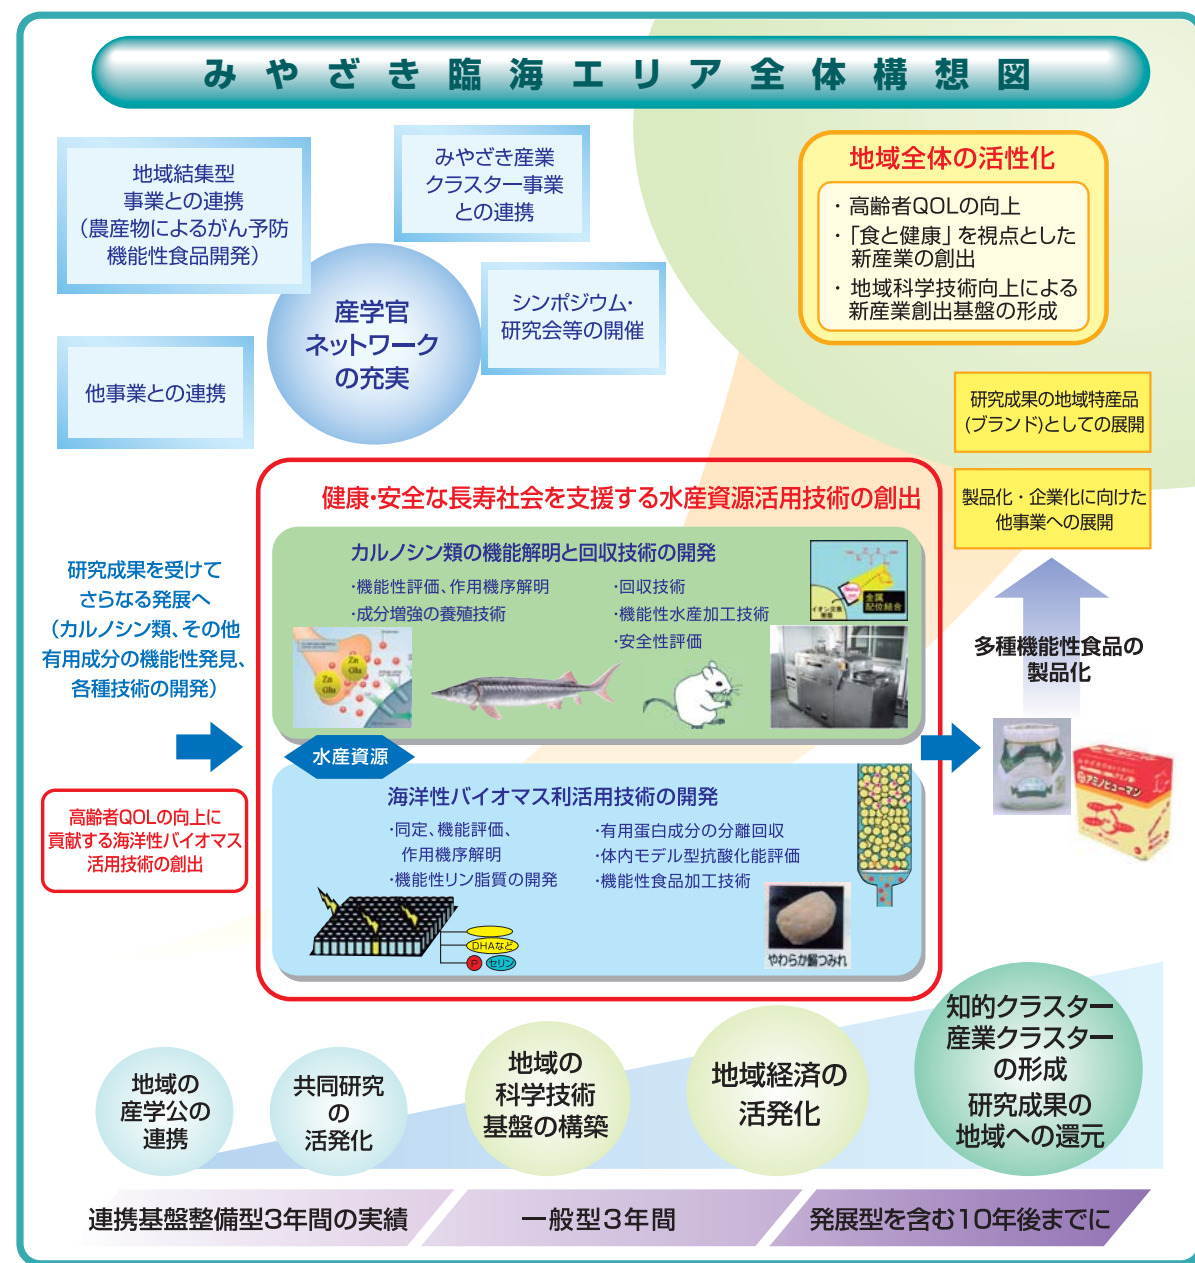 みやざき臨海エリア全体構想図
地域結集型
事業との連携
(農産物によるがん予防
機能性食品開発)
みやざき産業
クラスター事業
との連携
産学官
ネットワーク
の充実
シンポジウム・
研究会等の開催
他事業との連携
地域全体の活性化
・高齢者QOLの向上
・「食と健康」を視点とした
新産業の創出
・地域科学技術向上による
新産業創出基盤の形成
研究成果の地域特産品
(ブランド)としての展開
製品化・企業化に向けた
他事業への展開
多種機能性食品の
製品化
研究成果を受けて
さらなる発展へ
(カルノシン類、その他
有用成分の機能性発見、
各種技術の開発)
高齢者QOLの向上に
貢献する海洋性バイオマス
活用技術の創出
健康・安全な長寿社会を支援する水産資源活用技術の創出
カルノシン類の機能解明と回収技術の開発
・機能性評価、作用機序解明
・成分増強の養殖技術
・回収技術
・機能性水産加工技術
・安全性評価
イオン交換
樹脂
金属
配位結合
Zn
Glu
Zn
Glu
水産資源
海洋性バイオマス利活用技術の開発
・同定、機能評価、
作用機序解明
・機能性リン脂質の開発
・有用蛋白成分の分離回収
・体内モデル型抗酸化能評価
・機能性食品加工技術
DHAなど
P
セリン
やわらか鰡つみれ
アミノヒューマン
地域の
産学公の
連携
共同研究
の
活発化
地域の
科学技術
基盤の構築
地域経済の
活発化
知的クラスター
産業クラスター
の形成
研究成果の
地域への還元
連携基盤整備型3年間の実績
一般型3年間
発展型を含む10年後までに